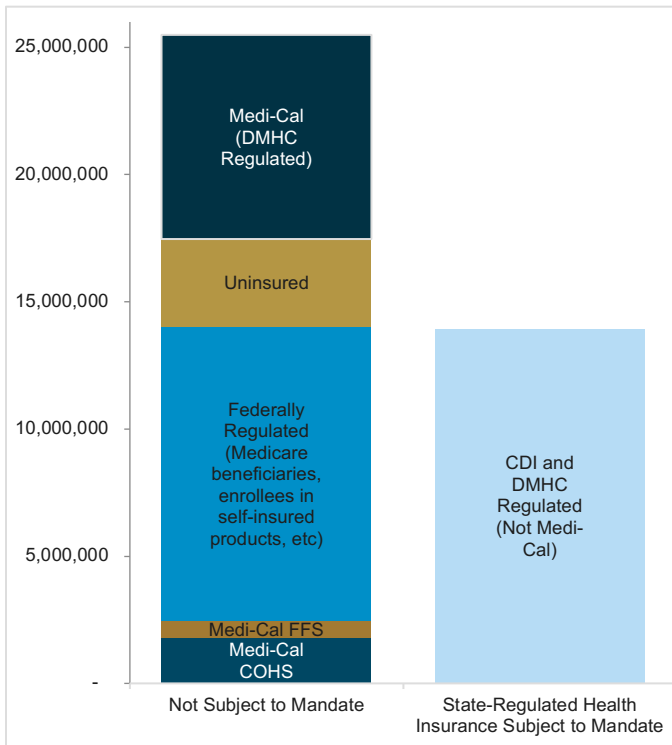 25,000,000
20,000,000
15,000,000
10,000,000
5,000,000
-
Medi-Cal
(DMHC
Regulated)
Uninsured
Federally
Regulated
(Medicare
beneficiaries,
enrollees in
self-insured
products, etc)
Medi-Cal FFS
Medi-Cal
COHS
CDI and
DMHC
Regulated
(Not Medi-
Cal)
Not Subject to Mandate
State-Regulated Health
Insurance Subject to Mandate